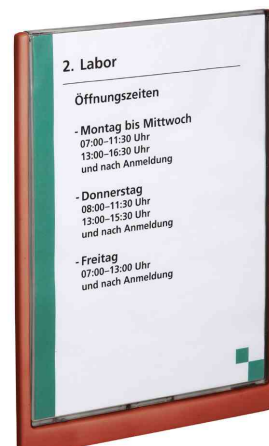 2. Labor
Öffnungszeiten
- Montag bis Mittwoch
07:00–11:30 Uhr
13:00–16:30 Uhr
und nach Anmeldung
- Donnerstag
08:00–11:30 Uhr
13:00–15:30 Uhr
und nach Anmeldung
- Freitag
07:00–13:00 Uhr
und nach Anmeldung